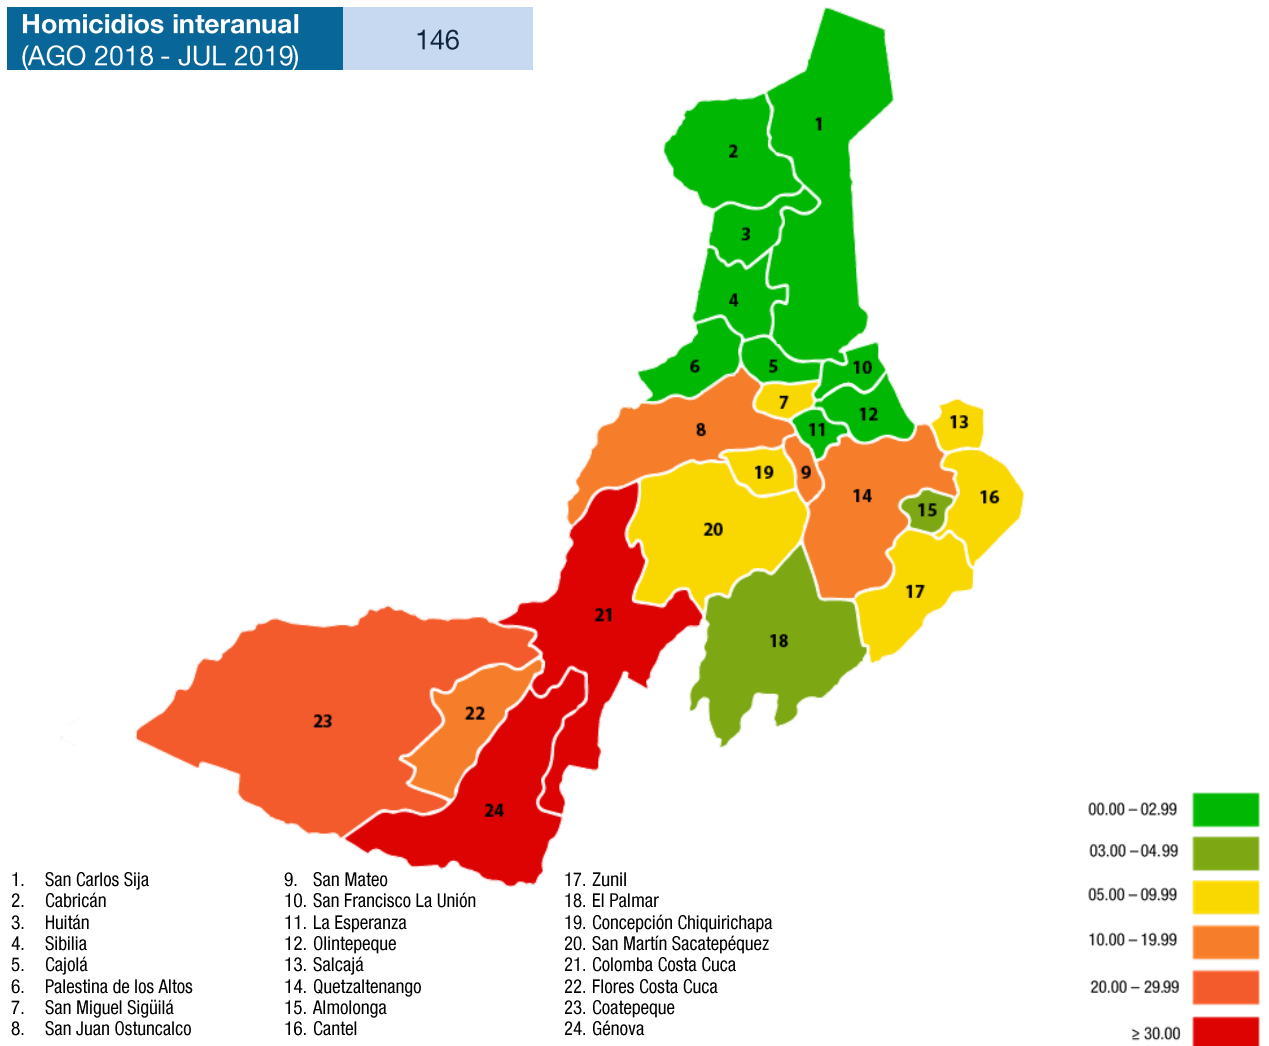 Homicidios interanual
(AGO 2018 - JUL 2019)
146
1
2
3
4
6
5
10
7
12
11
13
8
19
9
14
16
15
20
17
21
18
22
23
24
00.00 – 02.99
03.00 – 04.99
05.00 – 09.99
10.00 – 19.99
20.00 – 29.99
≥ 30.00
1. San Carlos Sija
2. Cabricán
3. Huitán
4. Sibilia
5. Cajolá
6. Palestina de los Altos
7. San Miguel Sigüilá
8. San Juan Ostuncalco
9. San Mateo
10. San Francisco La Unión
11. La Esperanza
12. Olintepeque
13. Salcajá
14. Quetzaltenango
15. Almolonga
16. Cantel
17. Zunil
18. El Palmar
19. Concepción Chiquirichapa
20. San Martín Sacatepéquez
21. Colomba Costa Cuca
22. Flores Costa Cuca
23. Coatepeque
24. Génova